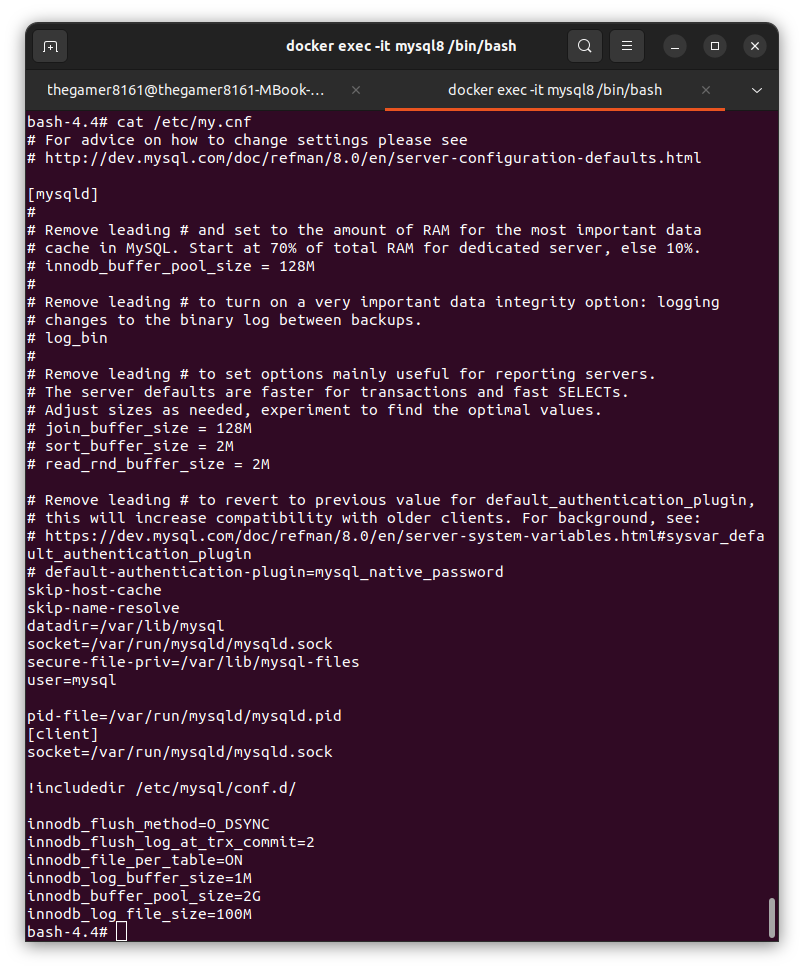 docker exec -it mysql8 /bin/bash
thegamer8161@thegamer8161-MBook-...
docker exec -it mysql8 /bin/bash
bash-4.4# cat /etc/my.cnf
# For advice on how to change settings please see
# http://dev.mysql.com/doc/refman/8.0/en/server-configuration-defaults.html
[mysqld]
#
# Remove leading # and set to the amount of RAM for the most important data
# cache in MySQL. Start at 70% of total RAM for dedicated server, else 10%.
# innodb_buffer_pool_size = 128M
#
# Remove leading # to turn on a very important data integrity option: logging
# changes to the binary log between backups.
# log_bin
#
# Remove leading # to set options mainly useful for reporting servers.
# The server defaults are faster for transactions and fast SELECTs.
# Adjust sizes as needed, experiment to find the optimal values.
# join_buffer_size = 128M
# sort_buffer_size = 2M
# read_rnd_buffer_size = 2M
# Remove leading # to revert to previous value for default_authentication_plugin,
# this will increase compatibility with older clients. For background, see:
# https://dev.mysql.com/doc/refman/8.0/en/server-system-variables.html#sysvar_defa
ult_authentication_plugin
# default-authentication-plugin=mysql_native_password
skip-host-cache
skip-name-resolve
datadir=/var/lib/mysql
socket=/var/run/mysqld/mysqld.sock
secure-file-priv=/var/lib/mysql-files
user=mysql
pid-file=/var/run/mysqld/mysqld.pid
[client]
socket=/var/run/mysqld/mysqld.sock
!includedir /etc/mysql/conf.d/
innodb_flush_method=O_DSYNC
innodb_flush_log_at_trx_commit=2
innodb_file_per_table=ON
innodb_log_buffer_size=1M
innodb_buffer_pool_size=2G
innodb_log_file_size=100M
bash-4.4#